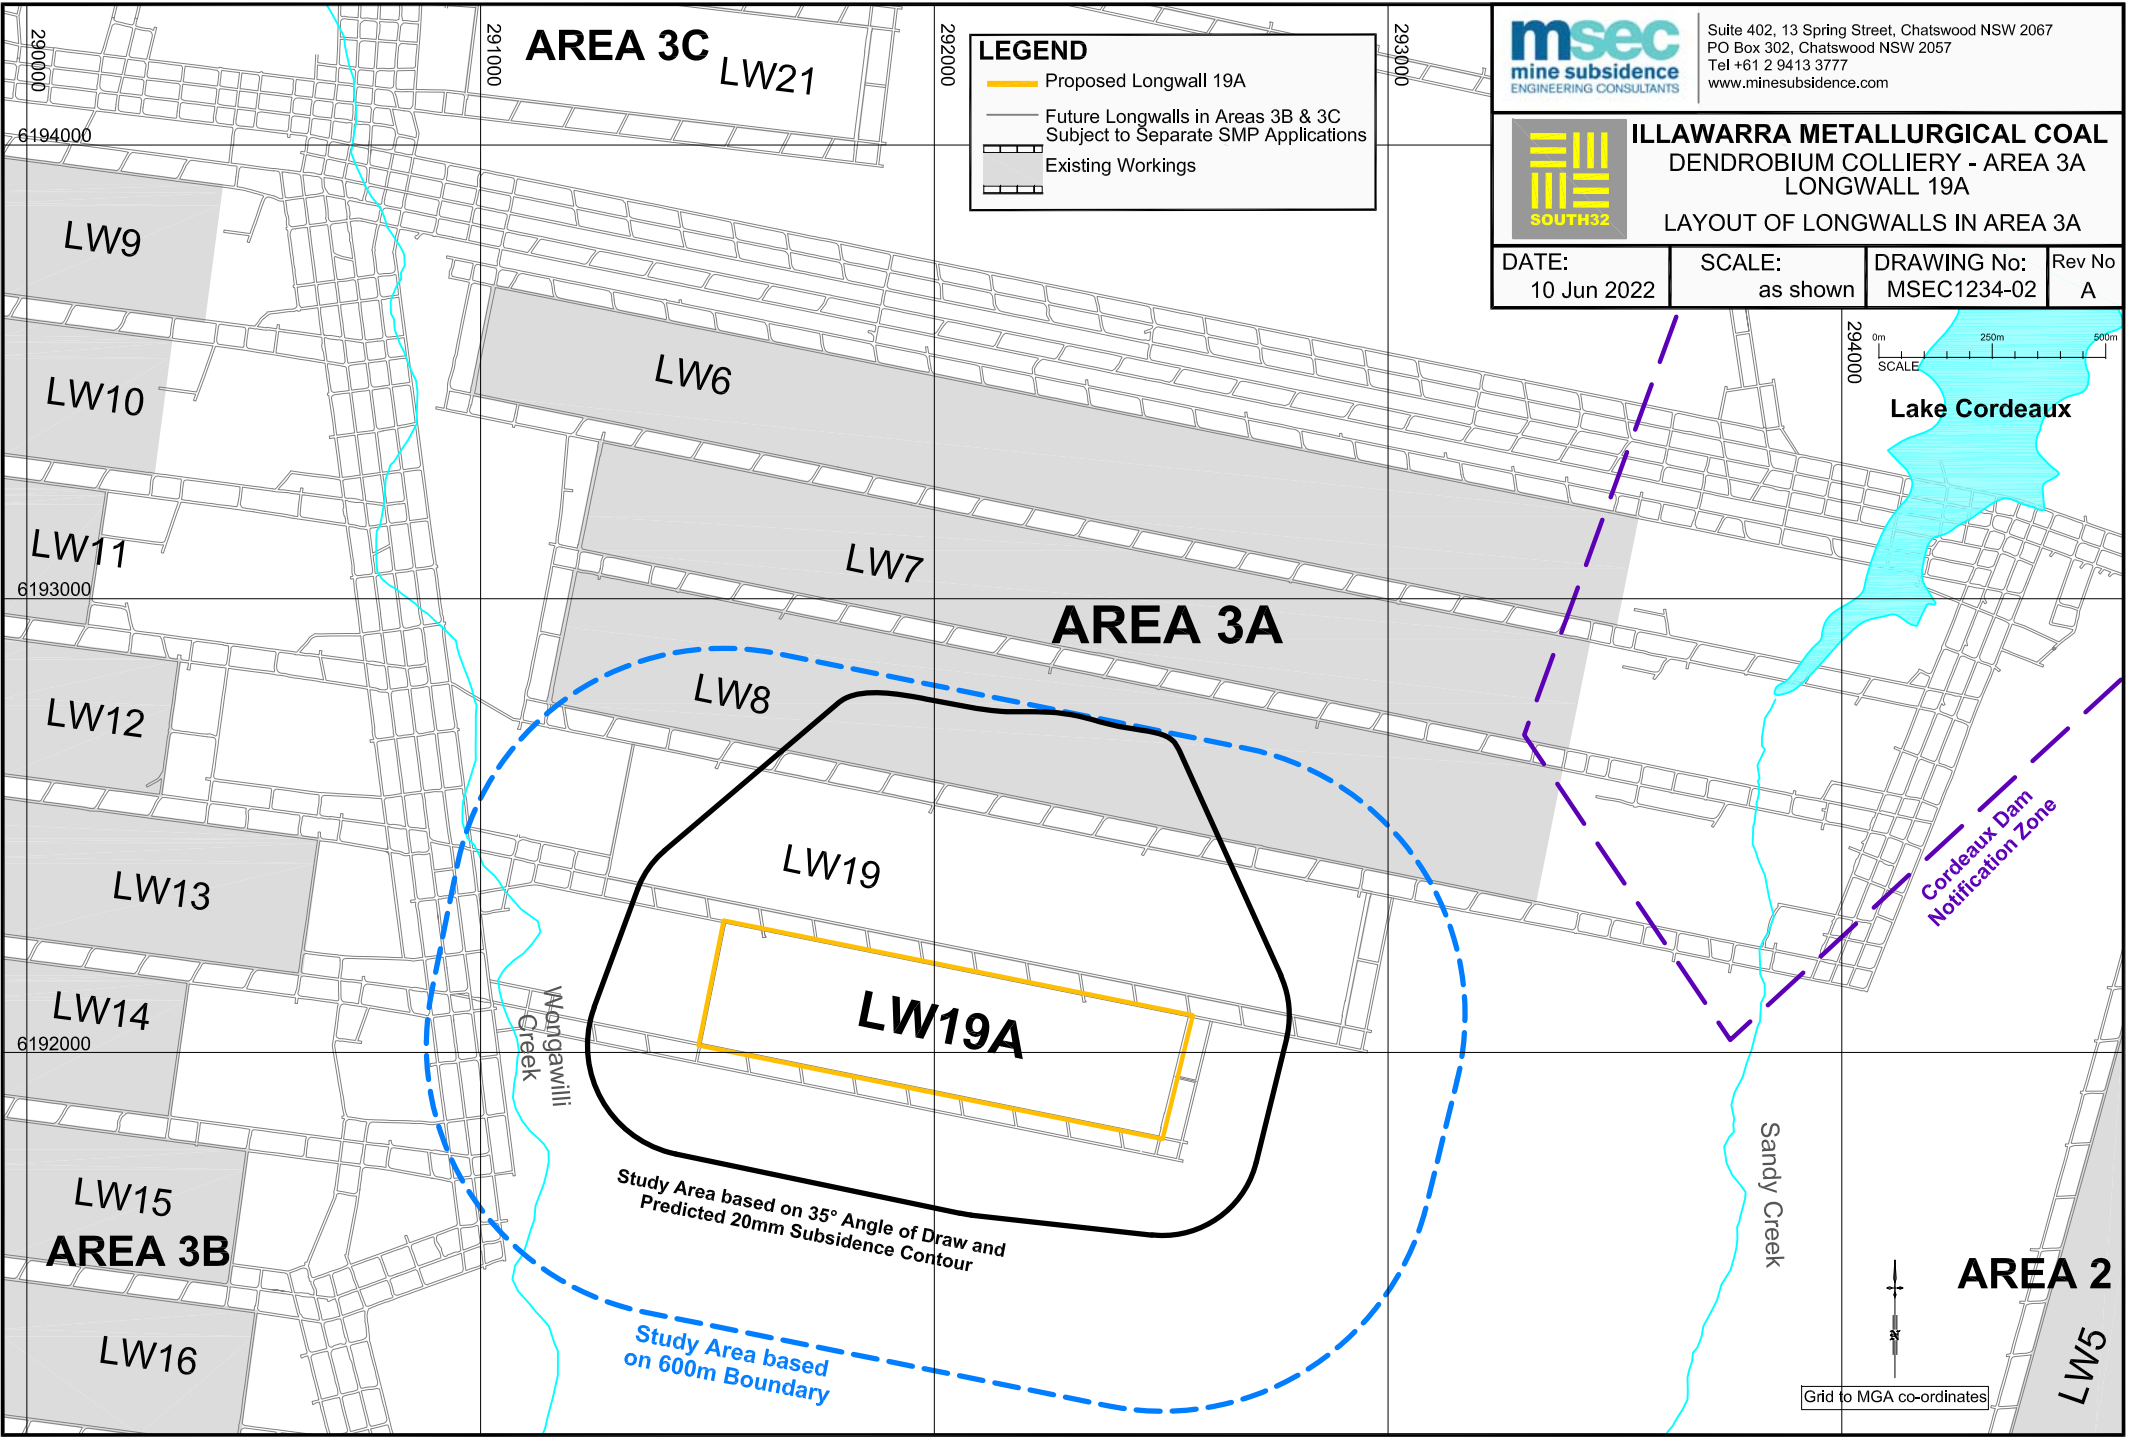 290000
291000
292000
293000
294000
6194000
6193000
6192000
AREA 3C
LW21
LEGEND
Proposed Longwall 19A
Future Longwalls in Areas 3B & 3C
Subject to Separate SMP Applications
Existing Workings
msec
mine subsidence
ENGINEERING CONSULTANTS
Suite 402, 13 Spring Street, Chatswood NSW 2067
PO Box 302, Chatswood NSW 2057
Tel +61 2 9413 3777
www.minesubsidence.com
SOUTH32
ILLAWARRA METALLURGICAL COAL
DENDROBIUM COLLIERY - AREA 3A
LONGWALL 19A
LAYOUT OF LONGWALLS IN AREA 3A
DATE:
10 Jun 2022
SCALE:
as shown
DRAWING No:
MSEC1234-02
Rev No
A
0m 250m 500m
SCALE
Lake Cordeaux
LW9
LW10
LW11
LW12
LW13
LW14
LW15
AREA 3B
LW16
LW6
LW7
AREA 3A
LW8
LW19
LW19A
Wongawilli
Creek
Study Area based on 35° Angle of Draw and
Predicted 20mm Subsidence Contour
Study Area based
on 600m Boundary
Cordeaux Dam
Notification Zone
Sandy Creek
AREA 2
LW5
N
Grid to MGA co-ordinates